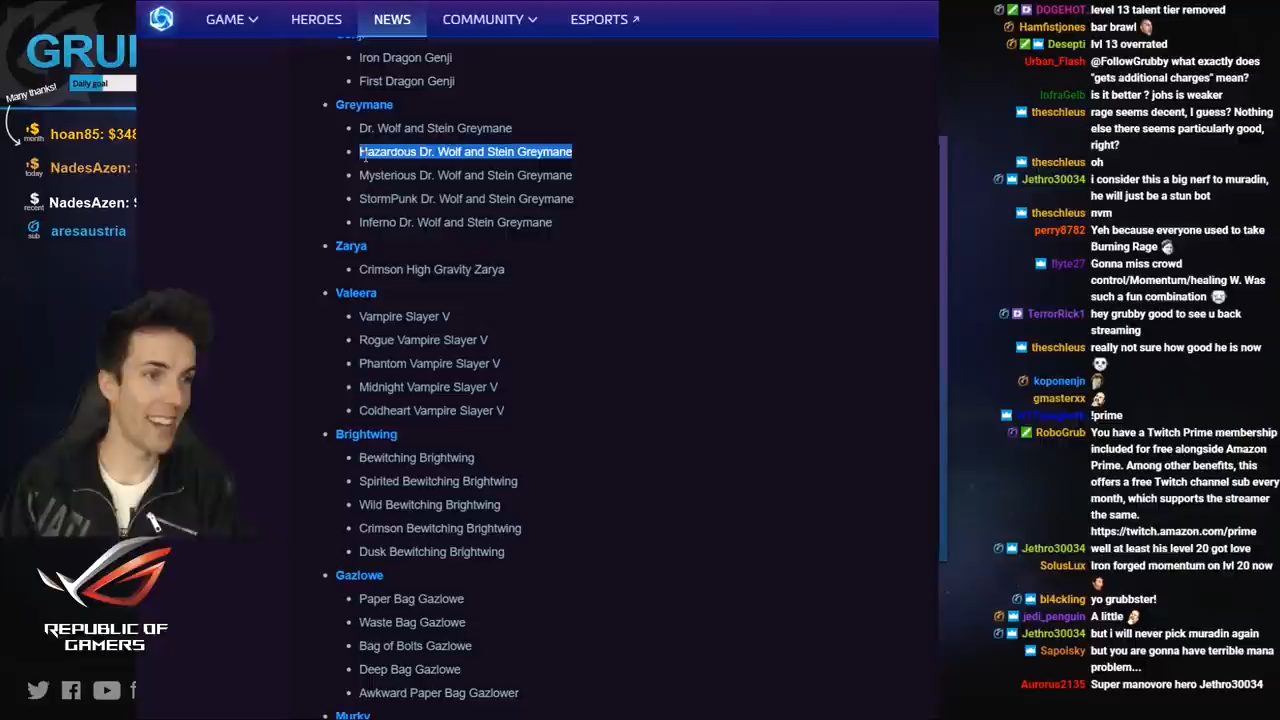 GAME
HEROES
NEWS
COMMUNITY
ESPORTS
GRU
Daily goal
Many thanks!
$ month
hoan85: $348
$ today
NadesAzen:
$ recent
NadesAzen: $
sub
aresaustria
REPUBLIC OF
GAMERS
f
Iron Dragon Genji
First Dragon Genji
Greymane
Dr. Wolf and Stein Greymane
Hazardous Dr. Wolf and Stein Greymane
Mysterious Dr. Wolf and Stein Greymane
StormPunk Dr. Wolf and Stein Greymane
Inferno Dr. Wolf and Stein Greymane
Zarya
Crimson High Gravity Zarya
Valeera
Vampire Slayer V
Rogue Vampire Slayer V
Phantom Vampire Slayer V
Midnight Vampire Slayer V
Coldheart Vampire Slayer V
Brightwing
Bewitching Brightwing
Spirited Bewitching Brightwing
Wild Bewitching Brightwing
Crimson Bewitching Brightwing
Dusk Bewitching Brightwing
Gazlowe
Paper Bag Gazlowe
Waste Bag Gazlowe
Bag of Bolts Gazlowe
Deep Bag Gazlowe
Awkward Paper Bag Gazlower
Murky
DOGEHOT level 13 talent tier removed
Hamfistjones bar brawl
Desepti lvl 13 overrated
Urban_Flash @FollowGrubby what exactly does
"gets additional charges" mean?
InfraGelb is it better ? johs is weaker
theschleus rage seems decent, I guess? Nothing
else there seems particularly good,
right?
theschleus oh
Jethro30034 i consider this a big nerf to muradin,
he will just be a stun bot
theschleus nvm
perry8782 Yeh because everyone used to take
Burning Rage
flyte27 Gonna miss crowd
control/Momentum/healing W. Was
such a fun combination
TerrorRick1 hey grubby good to see u back
streaming
theschleus really not sure how good he is now
koponenjn
gmasterxx
!prime
RoboGrub You have a Twitch Prime membership
included for free alongside Amazon
Prime. Among other benefits, this
offers a free Twitch channel sub every
month, which supports the streamer
the same.
https://twitch.amazon.com/prime
Jethro30034 well at least his level 20 got love
SolusLux Iron forged momentum on lvl 20 now
bl4ckling yo grubbster!
jedi_penguin A little
Jethro30034 but i will never pick muradin again
Sapoisky but you are gonna have terrible mana
problem...
Aurorus2135 Super manovore hero Jethro30034